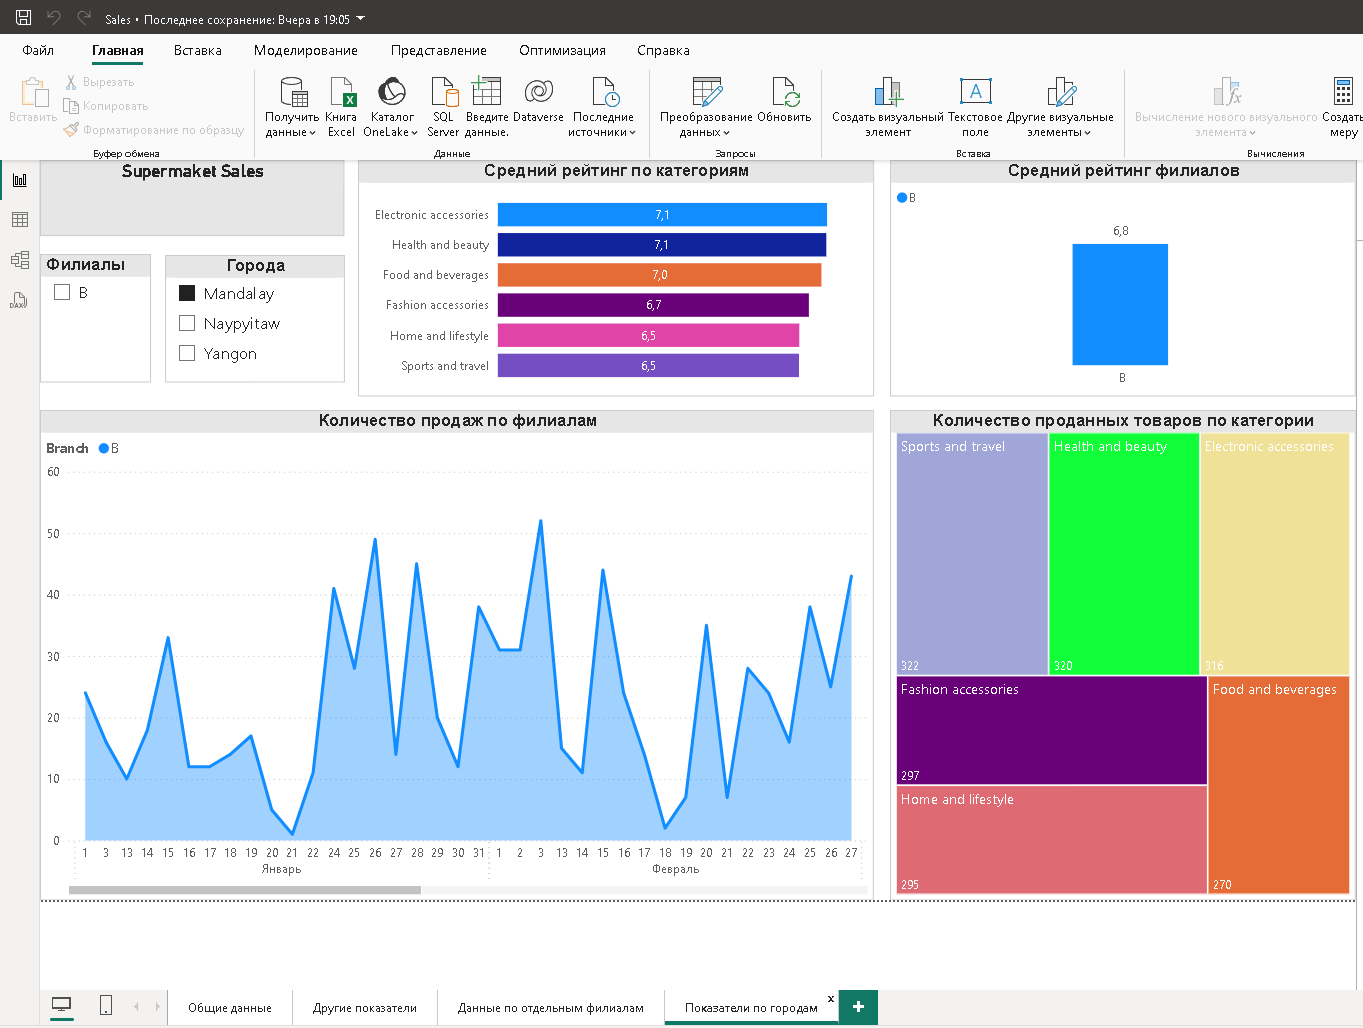 Sales • Последнее сохранение: Вчера в 19:05
Файл
Главная
Вставка
Моделирование
Представление
Оптимизация
Справка
Вставить
Вырезать
Копировать
Форматирование по образцу
Буфер обмена
Получить данные
Книга Excel
Каталог OneLake
SQL Server
Введите данные.
Dataverse
Последние источники
Данные
Преобразование данных
Обновить
Запросы
Создать визуальный элемент
A
Текстовое поле
Другие визуальные элементы
Вставка
Вычисление нового визуального элемента
Создать меру
Вычисления
DAX
Supermaket Sales
Филиалы
B
Города
Mandalay
Naypyitaw
Yangon
Средний рейтинг по категориям
Electronic accessories 7,1
Health and beauty 7,1
Food and beverages 7,0
Fashion accessories 6,7
Home and lifestyle 6,5
Sports and travel 6,5
Средний рейтинг филиалов
B
6,8
B
Количество продаж по филиалам
Branch B
60
50
40
30
20
10
0
1 3 13 14 15 16 17 18 19 20 21 22 24 25 26 27 28 29 30 31 1 2 3 13 14 15 16 17 18 19 20 21 22 23 24 25 26 27
Январь Февраль
Количество проданных товаров по категории
Sports and travel
322
Health and beauty
320
Electronic accessories
316
Fashion accessories
297
Home and lifestyle
295
Food and beverages
270
Общие данные
Другие показатели
Данные по отдельным филиалам
Показатели по городам
x
+